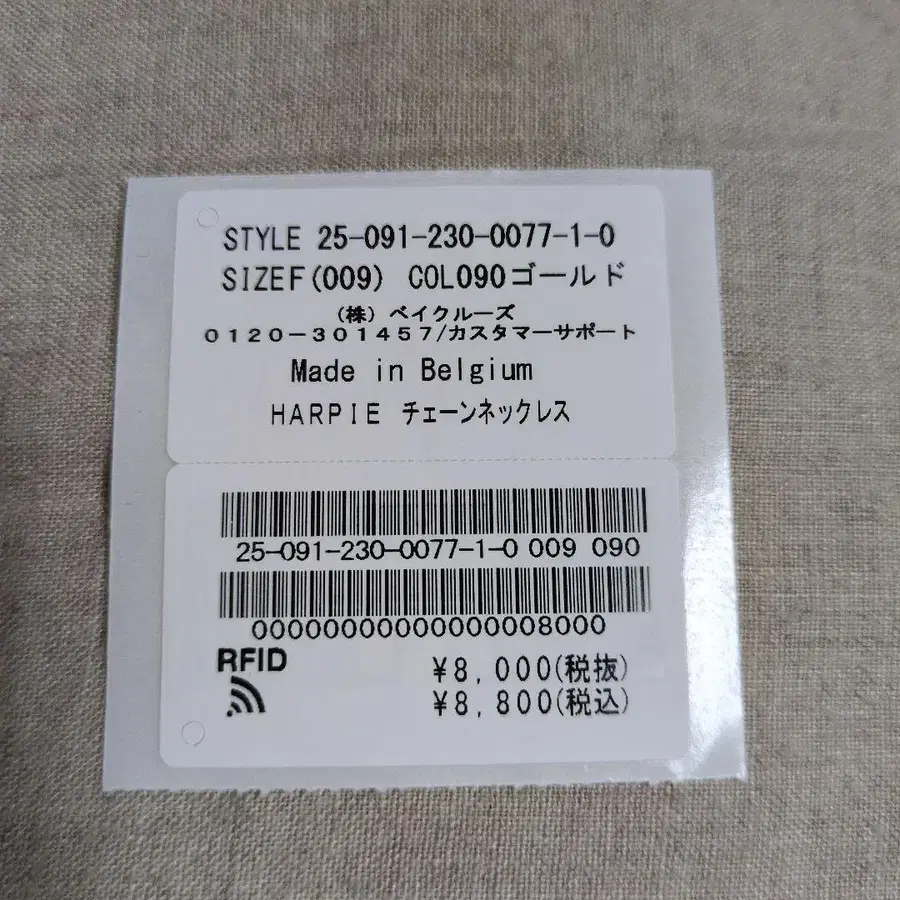 STYLE 25-091-230-0077-1-0
SIZEF(009) COL090ゴールド
(株) ベイクルーズ
0120-301457/カスタマーサポート
Made in Belgium
HARPIE チェーンネックレス
25-091-230-0077-1-0 009 090
00000000000000008000
RFID
¥8,000(税抜)
¥8,800(税込)